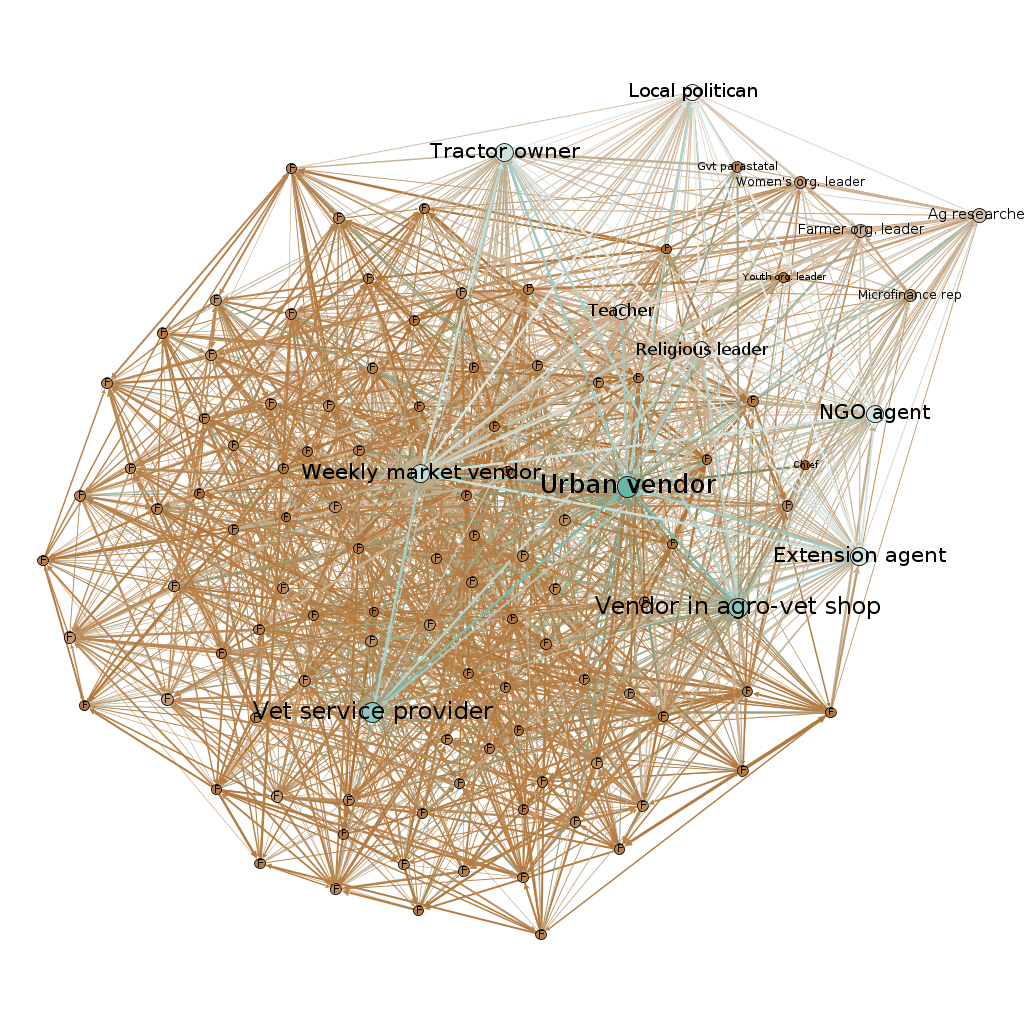 Local politican
Tractor owner
Gvt parastatal
Women's org. leader
Ag researche
Farmer org. leader
Youth org. leader
Microfinance rep
Teacher
Religious leader
NGO agent
Chief
Weekly market vendor
Urban vendor
Extension agent
Vendor in agro-vet shop
Vet service provider